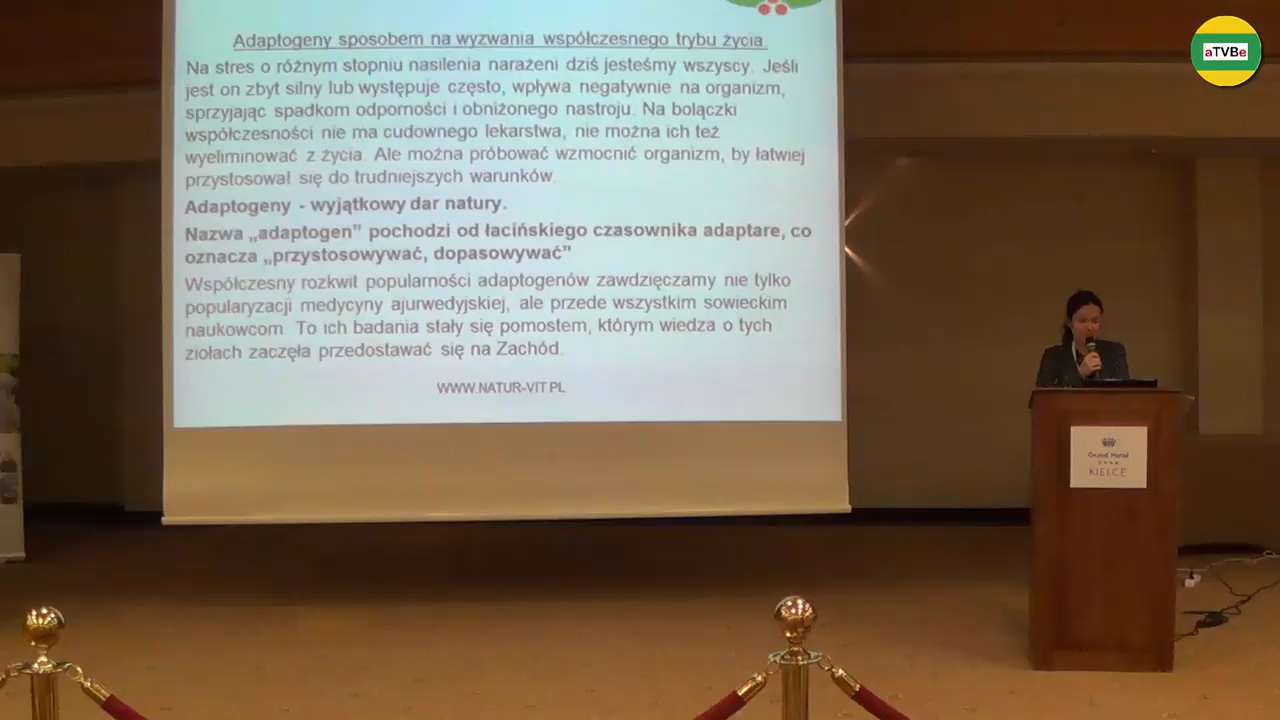 Adaptogeny sposobem na wyzwania współczesnego trybu życia.
Na stres o różnym stopniu nasilenia narażeni dziś jesteśmy wszyscy. Jeśli
jest on zbyt silny lub występuje często, wpływa negatywnie na organizm,
sprzyjając spadkom odporności i obniżonego nastroju. Na bolączki
współczesności nie ma cudownego lekarstwa, nie można ich też
wyeliminować z życia. Ale można próbować wzmocnić organizm, by łatwiej
przystosował się do trudniejszych warunków.
Adaptogeny - wyjątkowy dar natury.
Nazwa „adaptogen” pochodzi od łacińskiego czasownika adaptare, co
oznacza „przystosowywać, dopasowywać”
Współczesny rozkwit popularności adaptogenów zawdzięczamy nie tylko
popularyzacji medycyny ajurwedyjskiej, ale przede wszystkim sowieckim
naukowcom. To ich badania stały się pomostem, którym wiedza o tych
ziołach zaczęła przedostawać się na Zachód.
WWW.NATUR-VIT.PL
aTVBe
Grand Hotel
KIELCE